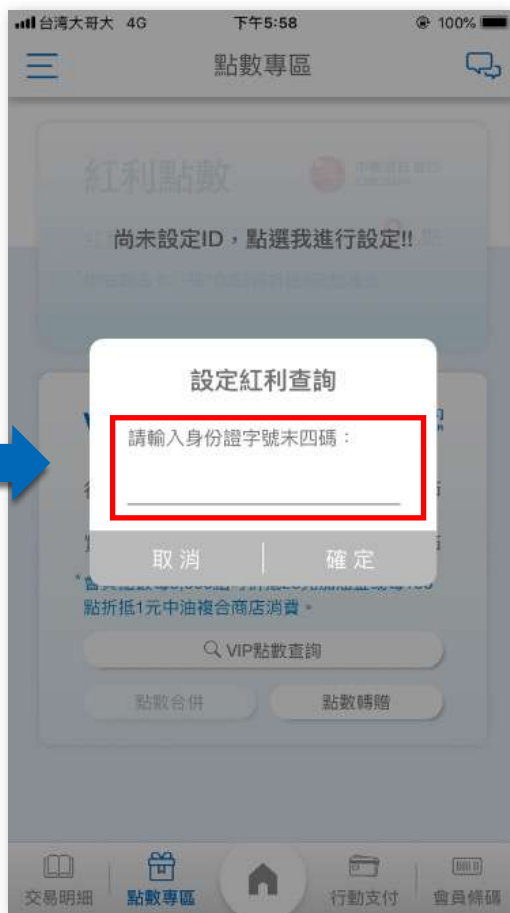 台湾大哥大 4G 下午5:58 100%
點數專區
紅利點數
尚未設定ID，點選我進行設定!!
設定紅利查詢
請輸入身份證字號末四碼：
取消 確定
點折抵1元中油複合商店消費。
VIP點數查詢
點數合併 點數轉贈
交易明細 點數專區 行動支付 會員條碼